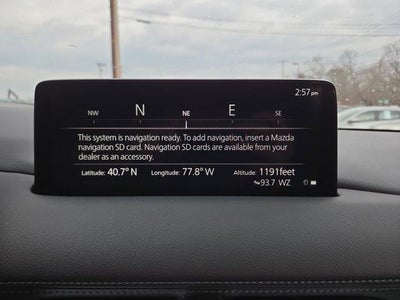 2:57 pm
NW N NE E SE
This system is navigation ready. To add navigation, insert a Mazda
navigation SD card. Navigation SD cards are available from your
dealer as an accessory.
Latitude: 40.7° N Longitude: 77.8° W Altitude: 1191feet
93.7 WZ